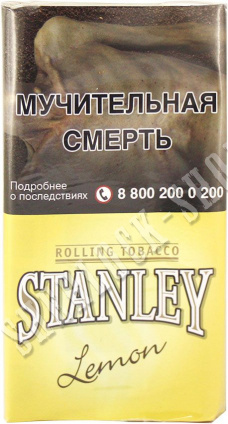 МУЧИТЕЛЬНАЯ
СМЕРТЬ
Подробнее
о последствиях 8 800 200 0 200
ROLLING TOBACCO
STANLEY
Lemon